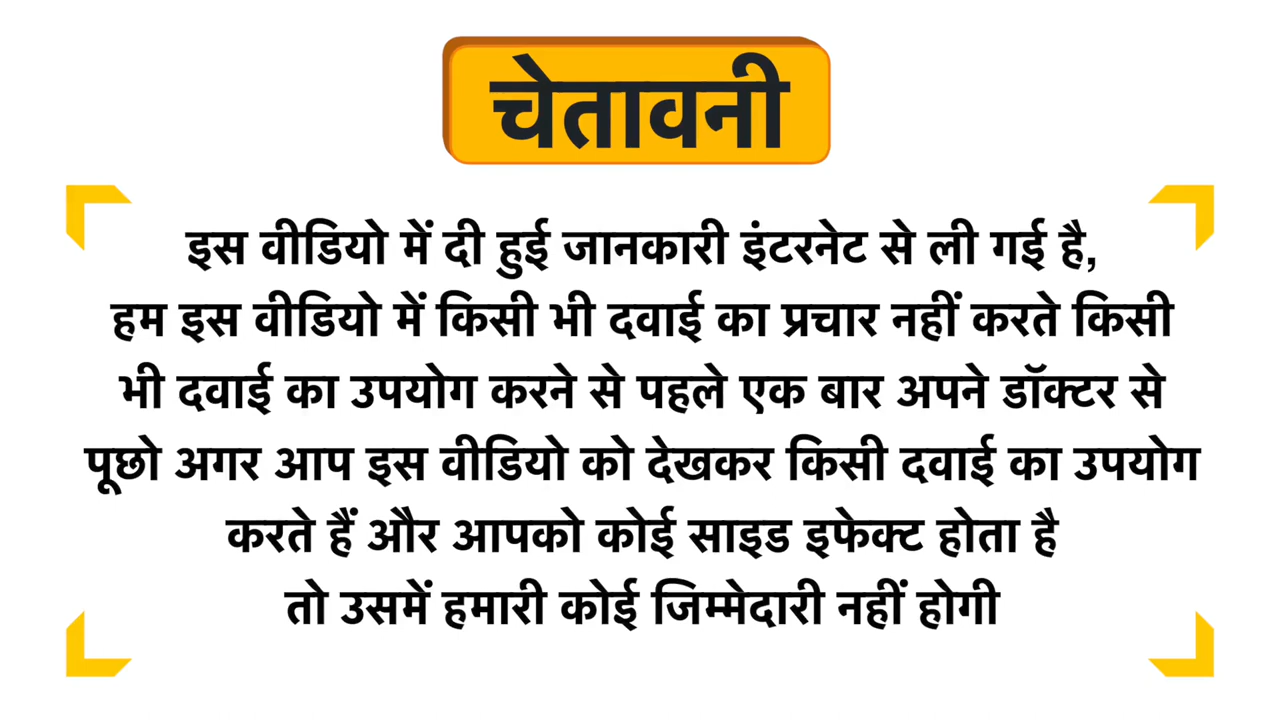 चेतावनी
इस वीडियो में दी हुई जानकारी इंटरनेट से ली गई है,
हम इस वीडियो में किसी भी दवाई का प्रचार नहीं करते किसी
भी दवाई का उपयोग करने से पहले एक बार अपने डॉक्टर से
पूछो अगर आप इस वीडियो को देखकर किसी दवाई का उपयोग
करते हैं और आपको कोई साइड इफेक्ट होता है
तो उसमें हमारी कोई जिम्मेदारी नहीं होगी